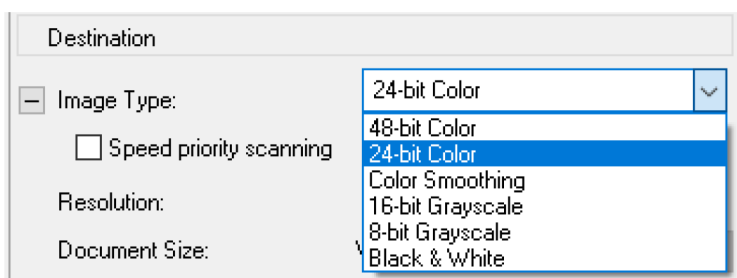 Destination
Image Type:
24-bit Color
48-bit Color
24-bit Color
Color Smoothing
16-bit Grayscale
8-bit Grayscale
Black & White
Speed priority scanning
Resolution:
Document Size: